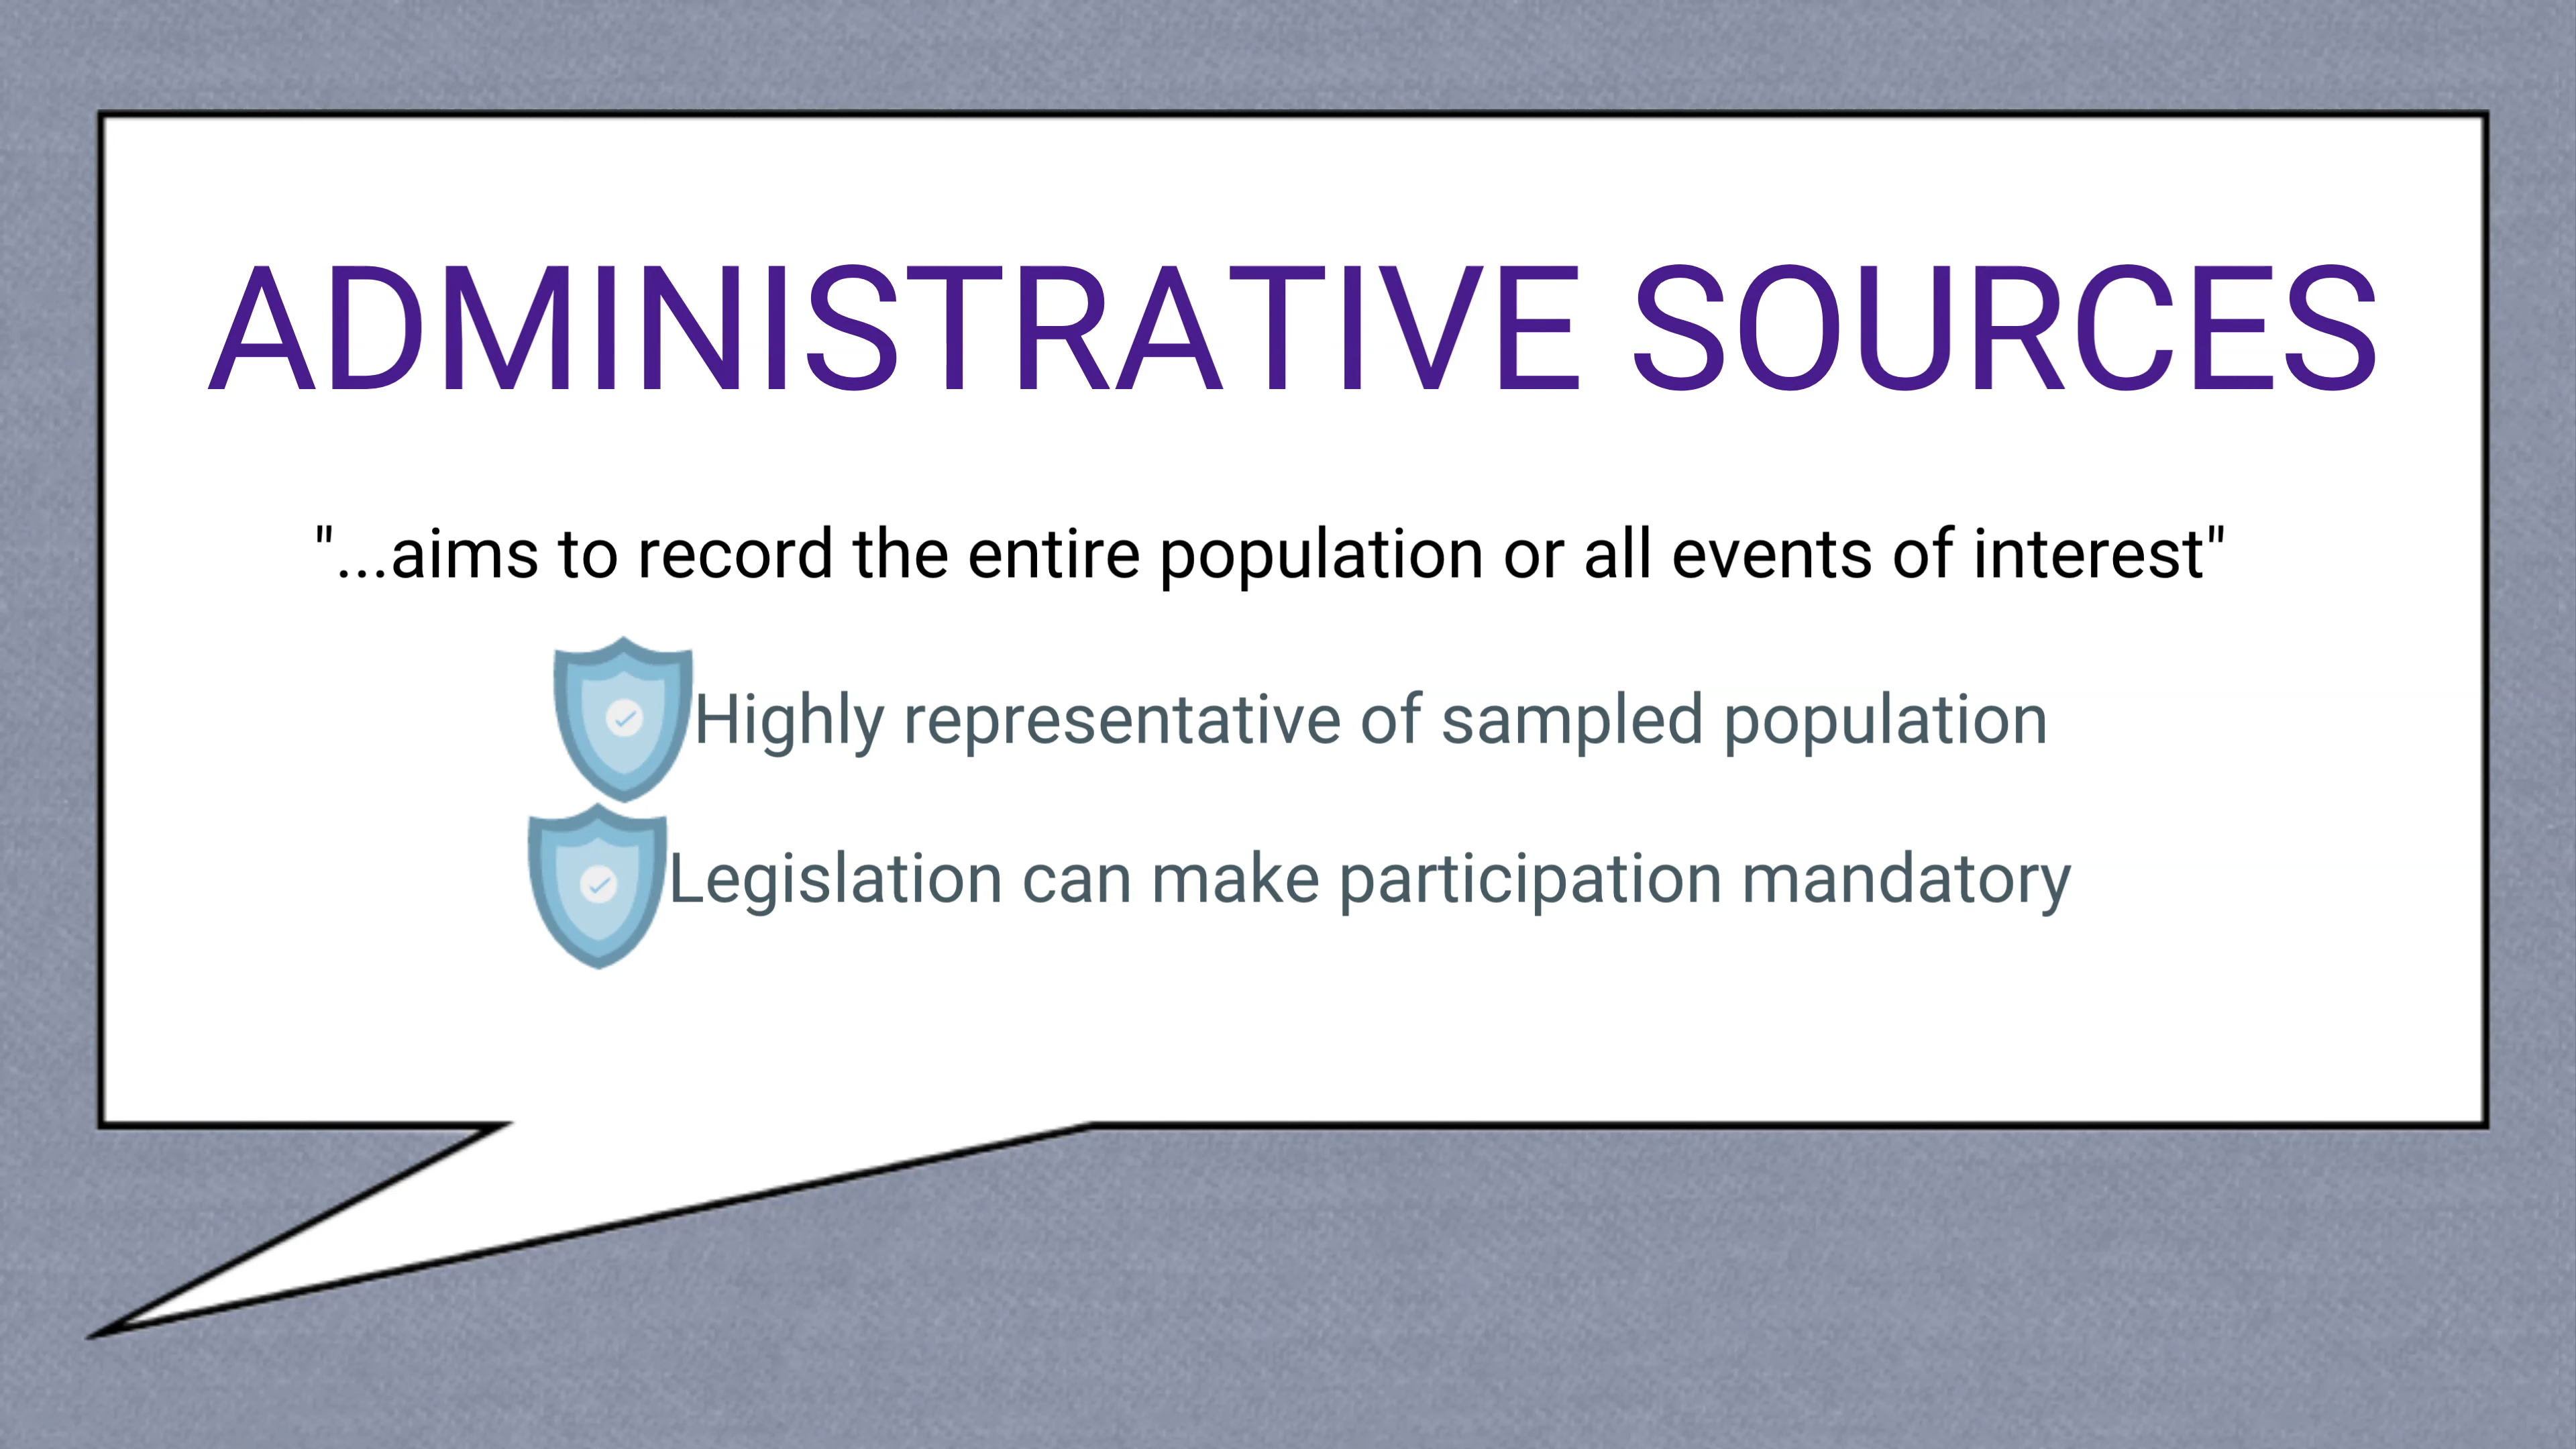 ADMINISTRATIVE SOURCES
"...aims to record the entire population or all events of interest"
Highly representative of sampled population
Legislation can make participation mandatory